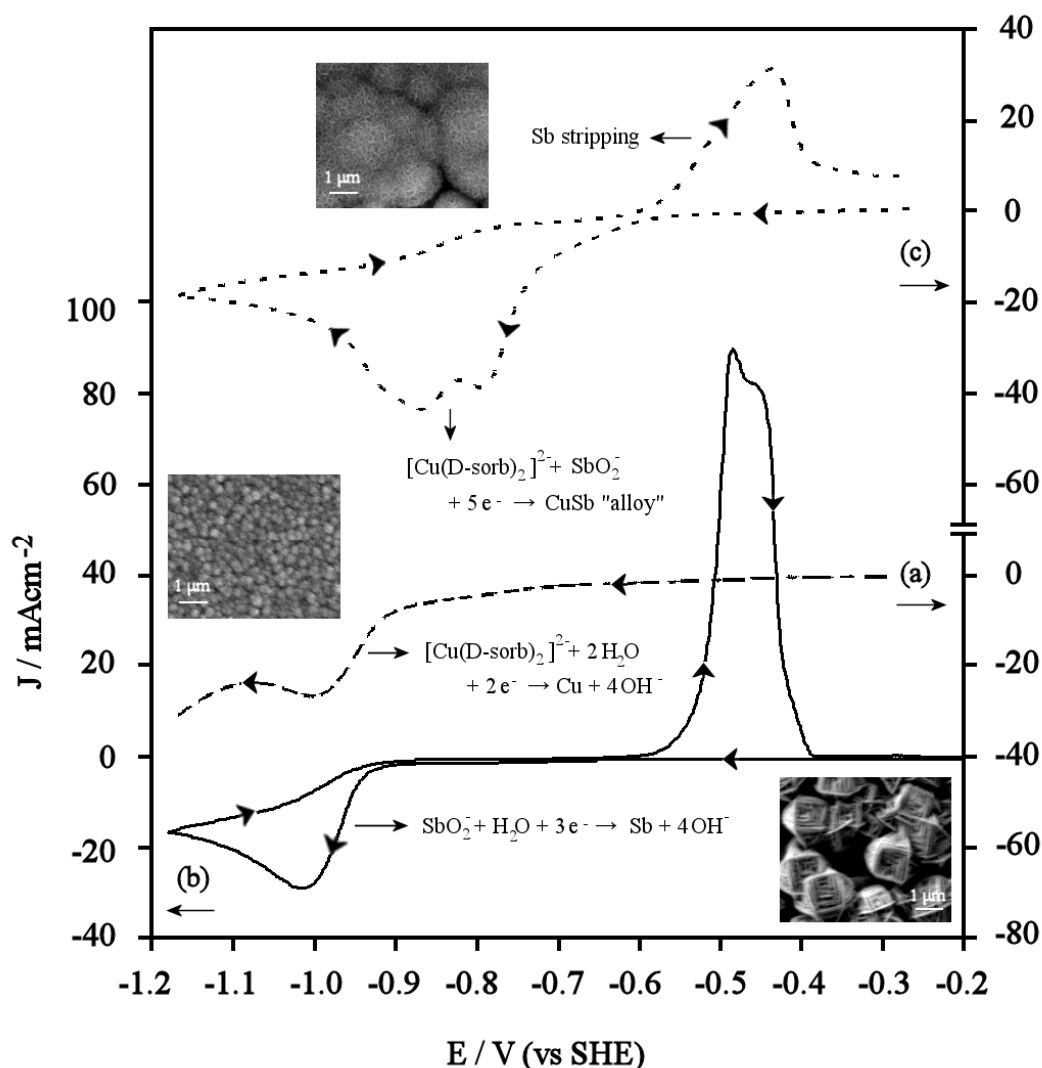 40
20
0
-20
-40
-60
0
-20
-40
-60
-80
1 μm
Sb stripping
(c)
100
80
60
40
20
0
-20
-40
J / mAcm-2
[Cu(D-sorb)2]2- + SbO2-
+ 5 e- → CuSb "alloy"
1 μm
(a)
[Cu(D-sorb)2]2- + 2 H2O
+ 2 e- → Cu + 4 OH-
SbO2- + H2O + 3 e- → Sb + 4OH-
(b)
1 μm
-1.2 -1.1 -1.0 -0.9 -0.8 -0.7 -0.6 -0.5 -0.4 -0.3 -0.2
E / V (vs SHE)